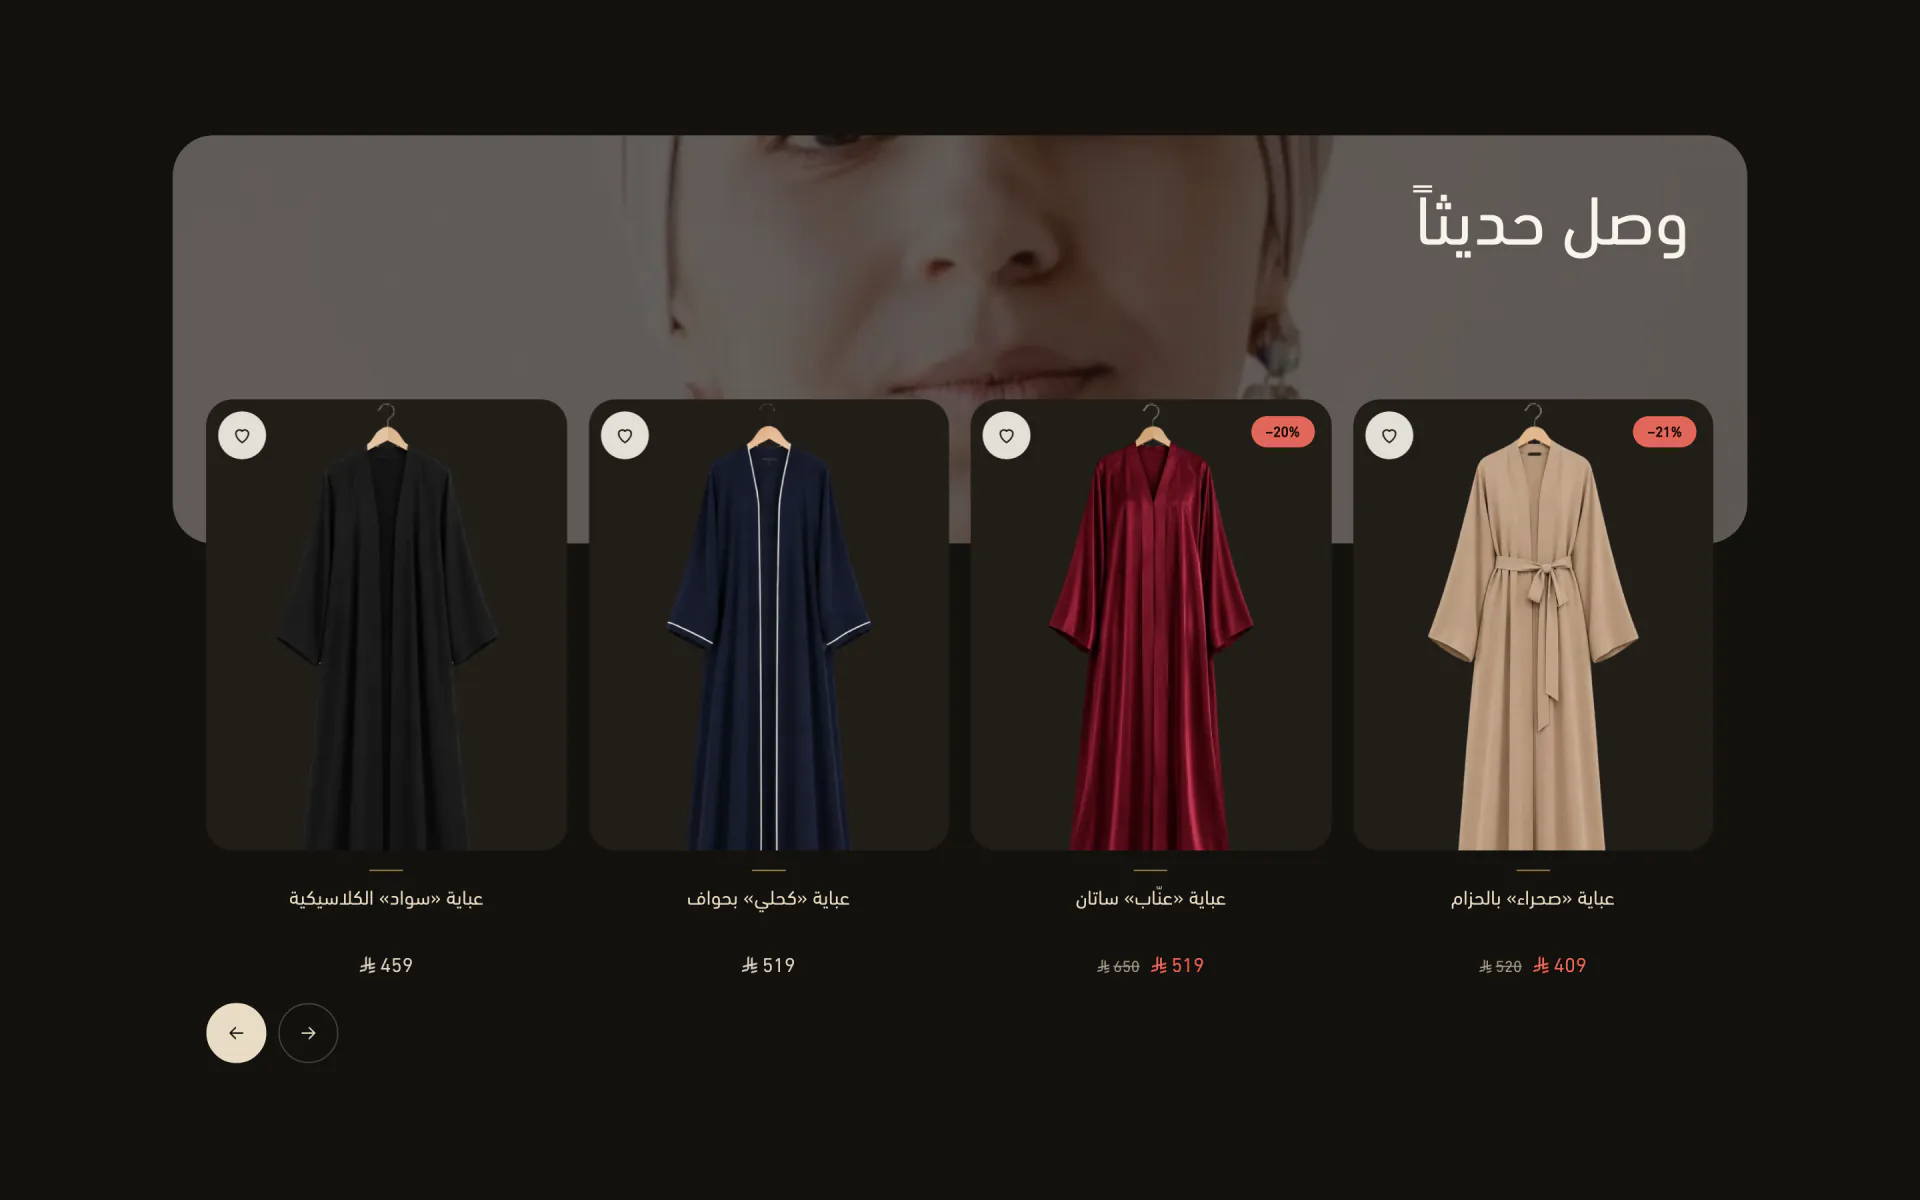 وصل حديثاً
−21%
عباية «صحراء» بالحزام
409 520
−20%
عباية «عنّاب» ساتان
519 650
عباية «كحلي» بحواف
519
عباية «سواد» الكلاسيكية
459